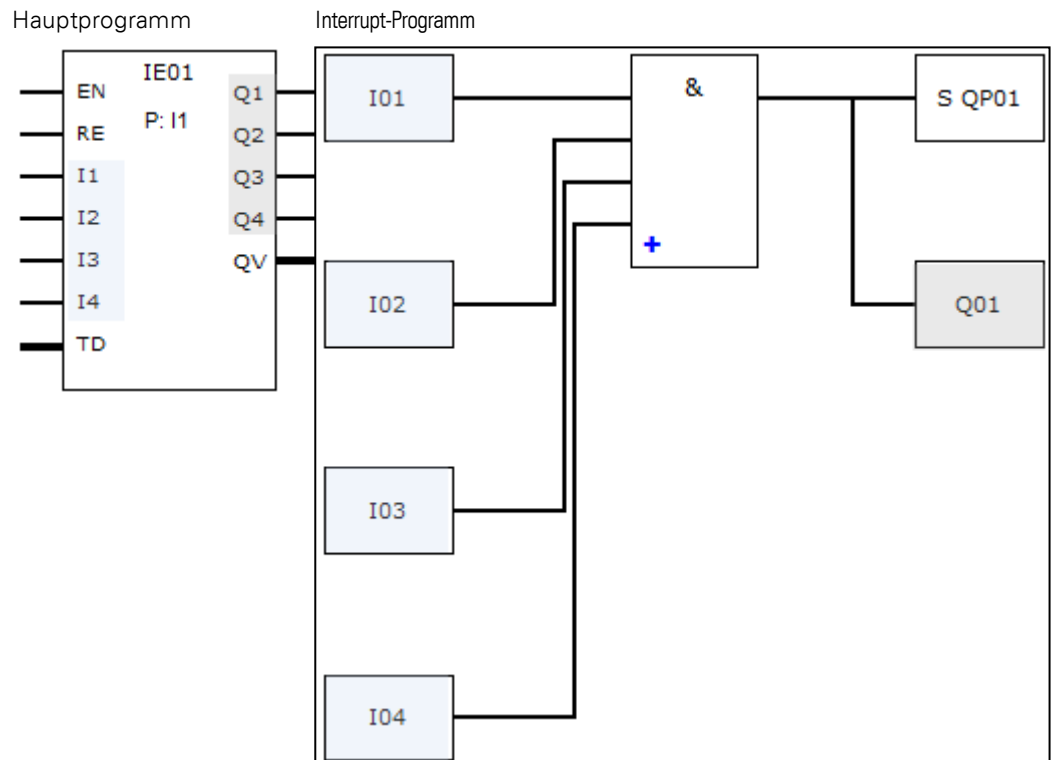 Hauptprogramm
Interrupt-Programm
IE01
P: I1
EN
RE
I1
I2
I3
I4
TD
Q1
Q2
Q3
Q4
QV
I01
I02
I03
I04
&
+
S QP01
Q01